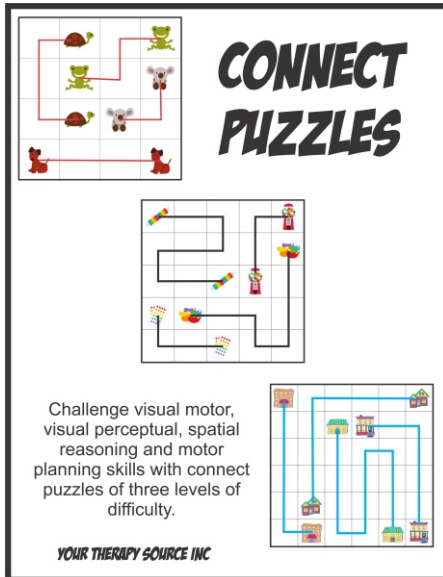 CONNECT
PUZZLES
Challenge visual motor,
visual perceptual, spatial
reasoning and motor
planning skills with connect
puzzles of three levels of
difficulty.
YOUR THERAPY SOURCE INC